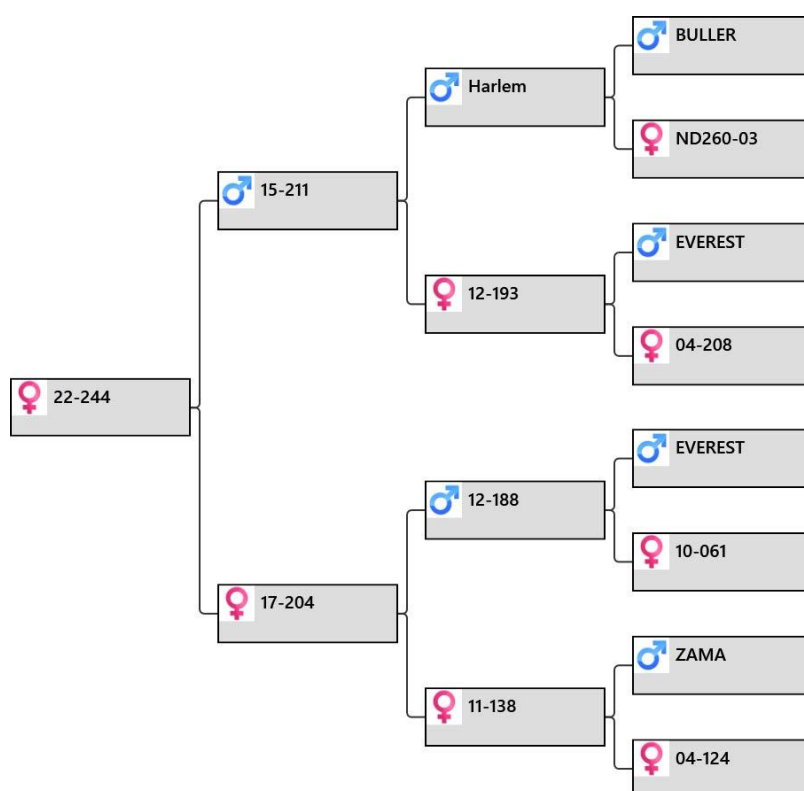 BULLER
Harlem
ND260-03
15-211
EVEREST
12-193
04-208
22-244
EVEREST
12-188
10-061
17-204
ZAMA
11-138
04-124